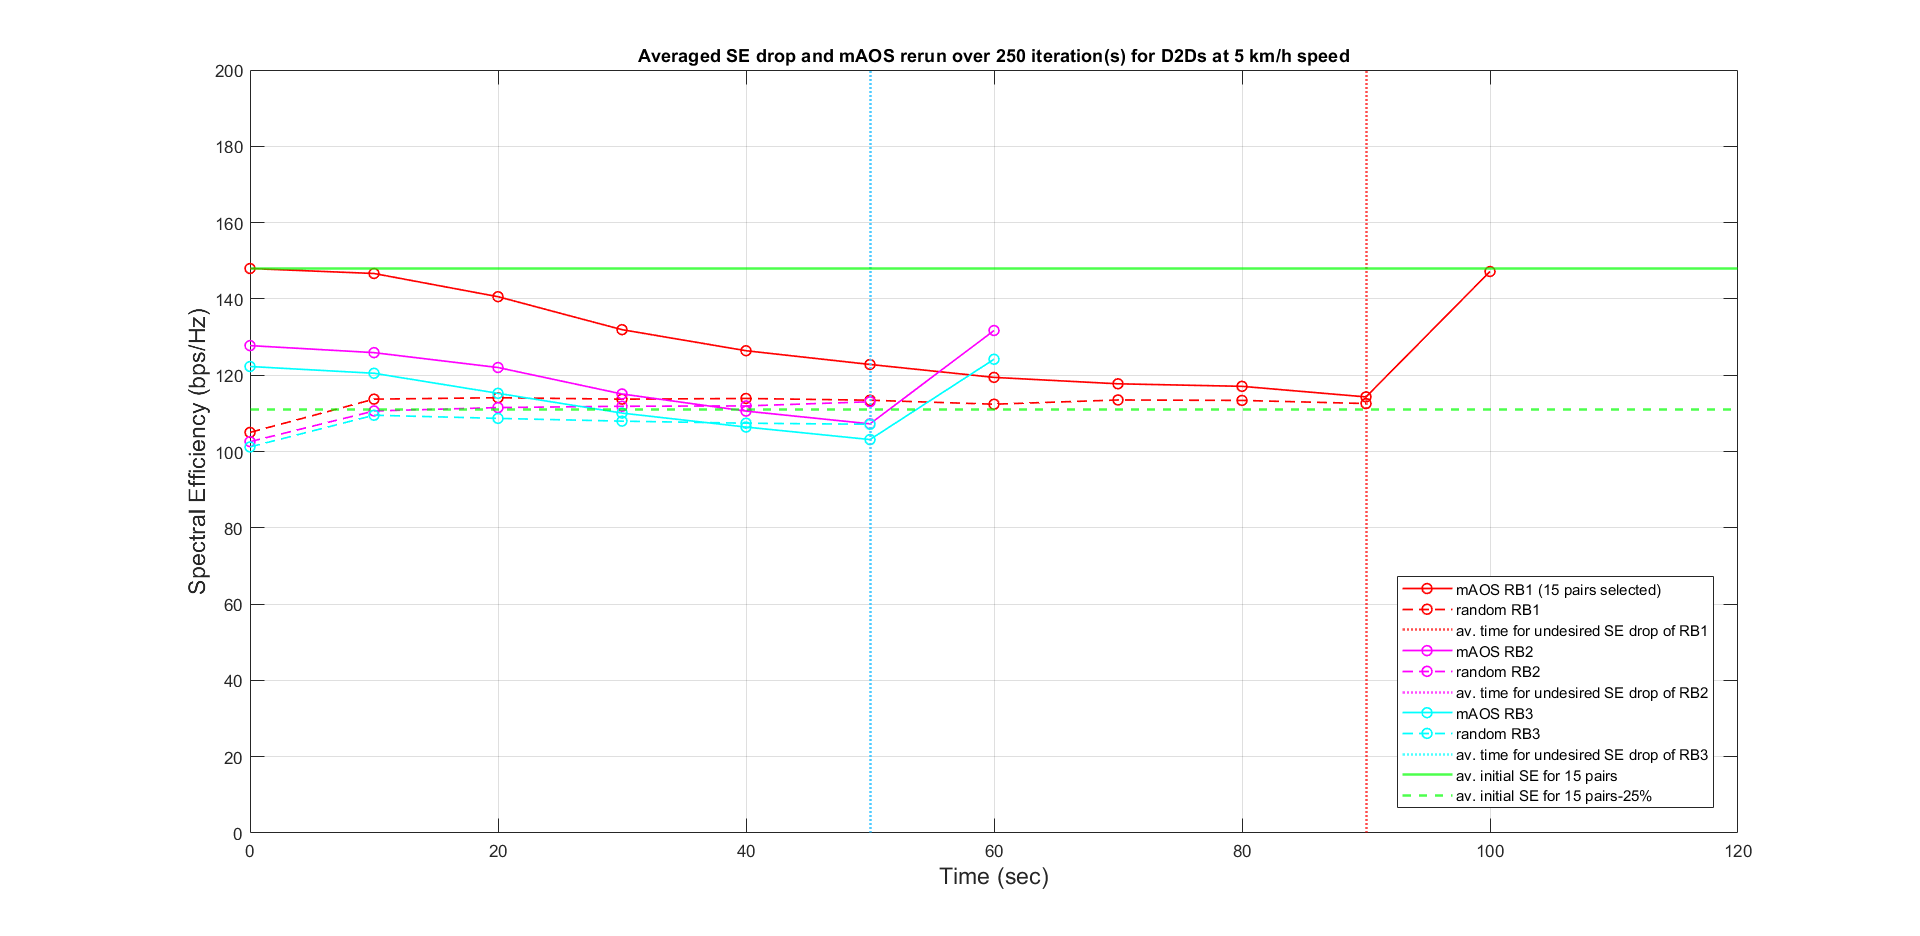 Averaged SE drop and mAOS rerun over 250 iteration(s) for D2Ds at 5 km/h speed
200
180
160
140
120
100
80
60
40
20
0
Spectral Efficiency (bps/Hz)
0
20
40
60
80
100
120
Time (sec)
mAOS RB1 (15 pairs selected)
random RB1
av. time for undesired SE drop of RB1
mAOS RB2
random RB2
av. time for undesired SE drop of RB2
mAOS RB3
random RB3
av. time for undesired SE drop of RB3
av. initial SE for 15 pairs
av. initial SE for 15 pairs-25%